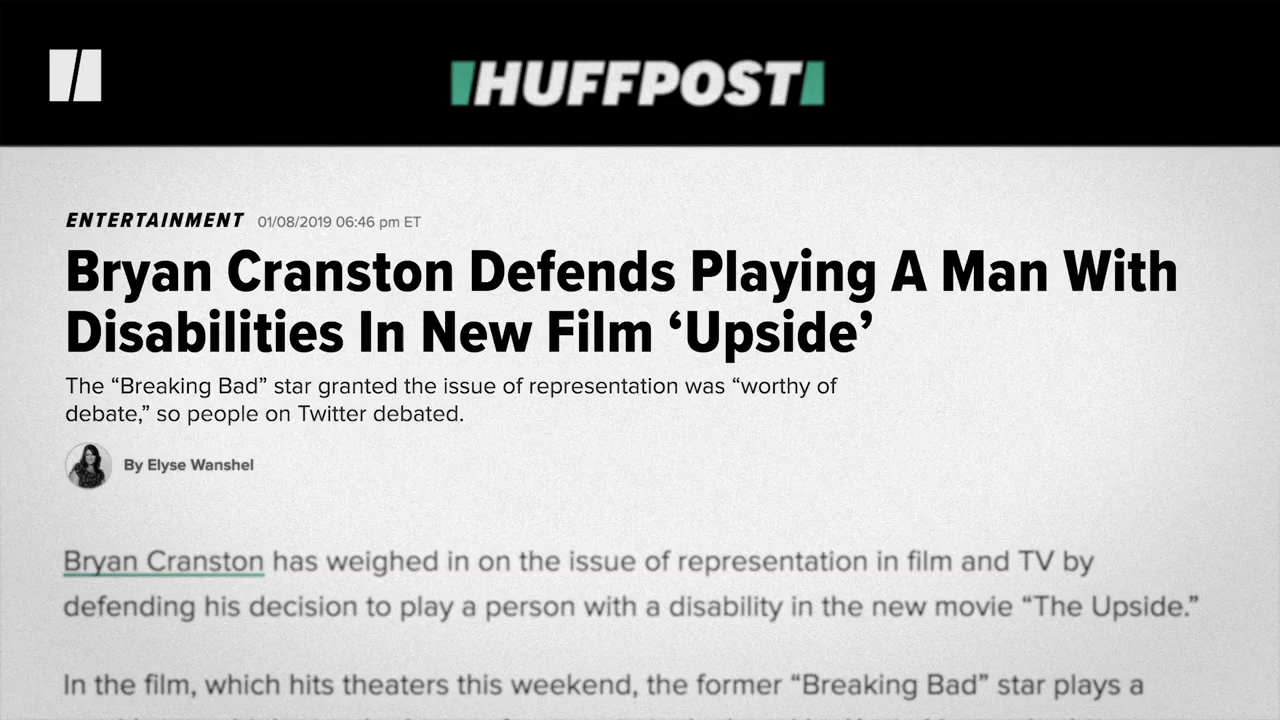 HUFFPOST
ENTERTAINMENT 01/08/2019 06:46 pm ET
Bryan Cranston Defends Playing A Man With
Disabilities In New Film ‘Upside’
The “Breaking Bad” star granted the issue of representation was “worthy of
debate,” so people on Twitter debated.
By Elyse Wanshel
Bryan Cranston has weighed in on the issue of representation in film and TV by
defending his decision to play a person with a disability in the new movie “The Upside.”
In the film, which hits theaters this weekend, the former “Breaking Bad” star plays a